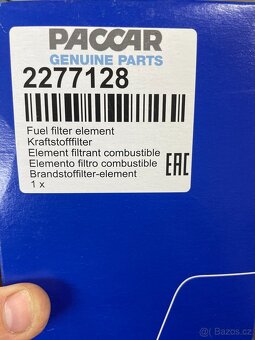 PACCAR
GENUINE PARTS
2277128
Fuel filter element
Kraftstofffilter
Element filtrant combustible
Elemento filtro combustible
Brandstoffilter-element
1 x
EAC
© Bazos.cz